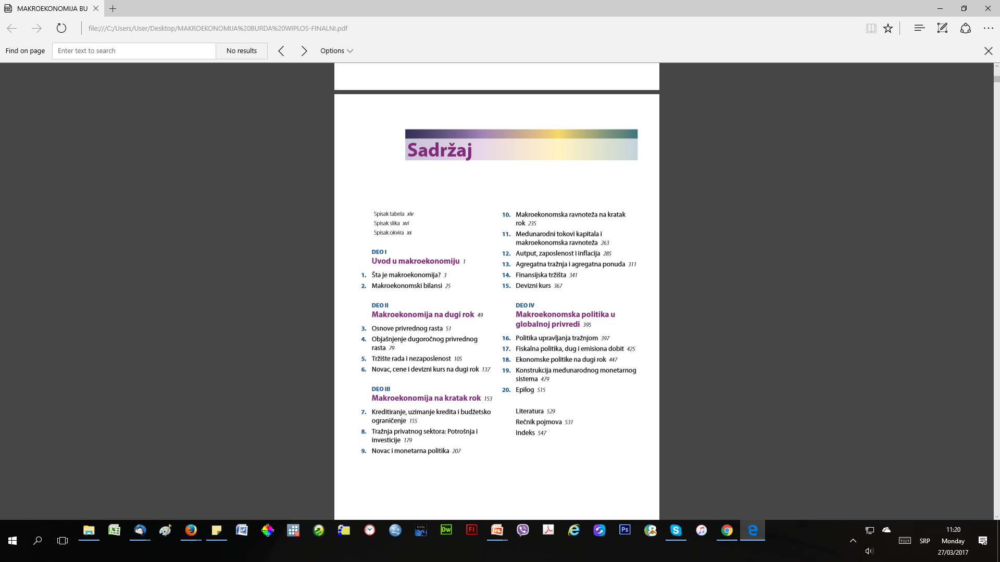 MAKROEKONOMIJA BU
file:///C:/Users/User/Desktop/MAKROEKONOMIJA%20BURDA%20WIPLOS-FINALNI.pdf
Find on page
Enter text to search
No results
Options
Sadržaj
Spisak tabela xiv
Spisak slika xvi
Spisak okvira xx
DEO I
Uvod u makroekonomiju 1
1. Šta je makroekonomija? 3
2. Makroekonomski bilansi 25
DEO II
Makroekonomija na dugi rok 49
3. Osnove privrednog rasta 51
4. Objašnjenje dugoročnog privrednog
rasta 79
5. Tržište rada i nezaposlenost 105
6. Novac, cene i devizni kurs na dugi rok 137
DEO III
Makroekonomija na kratak rok 153
7. Kreditiranje, uzimanje kredita i budžetsko
ograničenje 155
8. Tražnja privatnog sektora: Potrošnja i
investicije 179
9. Novac i monetarna politika 207
10. Makroekonomska ravnoteža na kratak
rok 235
11. Medunarodni tokovi kapitala i
makroekonomska ravnoteža 263
12. Autput, zaposlenost i inflacija 285
13. Agregatna tražnja i agregatna ponuda 311
14. Finansijska tržišta 341
15. Devizni kurs 367
DEO IV
Makroekonomska politika u
globalnoj privredi 395
16. Politika upravljanja tražnjom 397
17. Fiskalna politika, dug i emisiona dobit 425
18. Ekonomske politike na dugi rok 447
19. Konstrukcija medunarodnog monetarnog
sistema 479
20. Epilog 515
Literatura 529
Rečnik pojmova 531
Indeks 547
kindle
Dw
Fl
Ps
SRP
11:20
Monday
27/03/2017